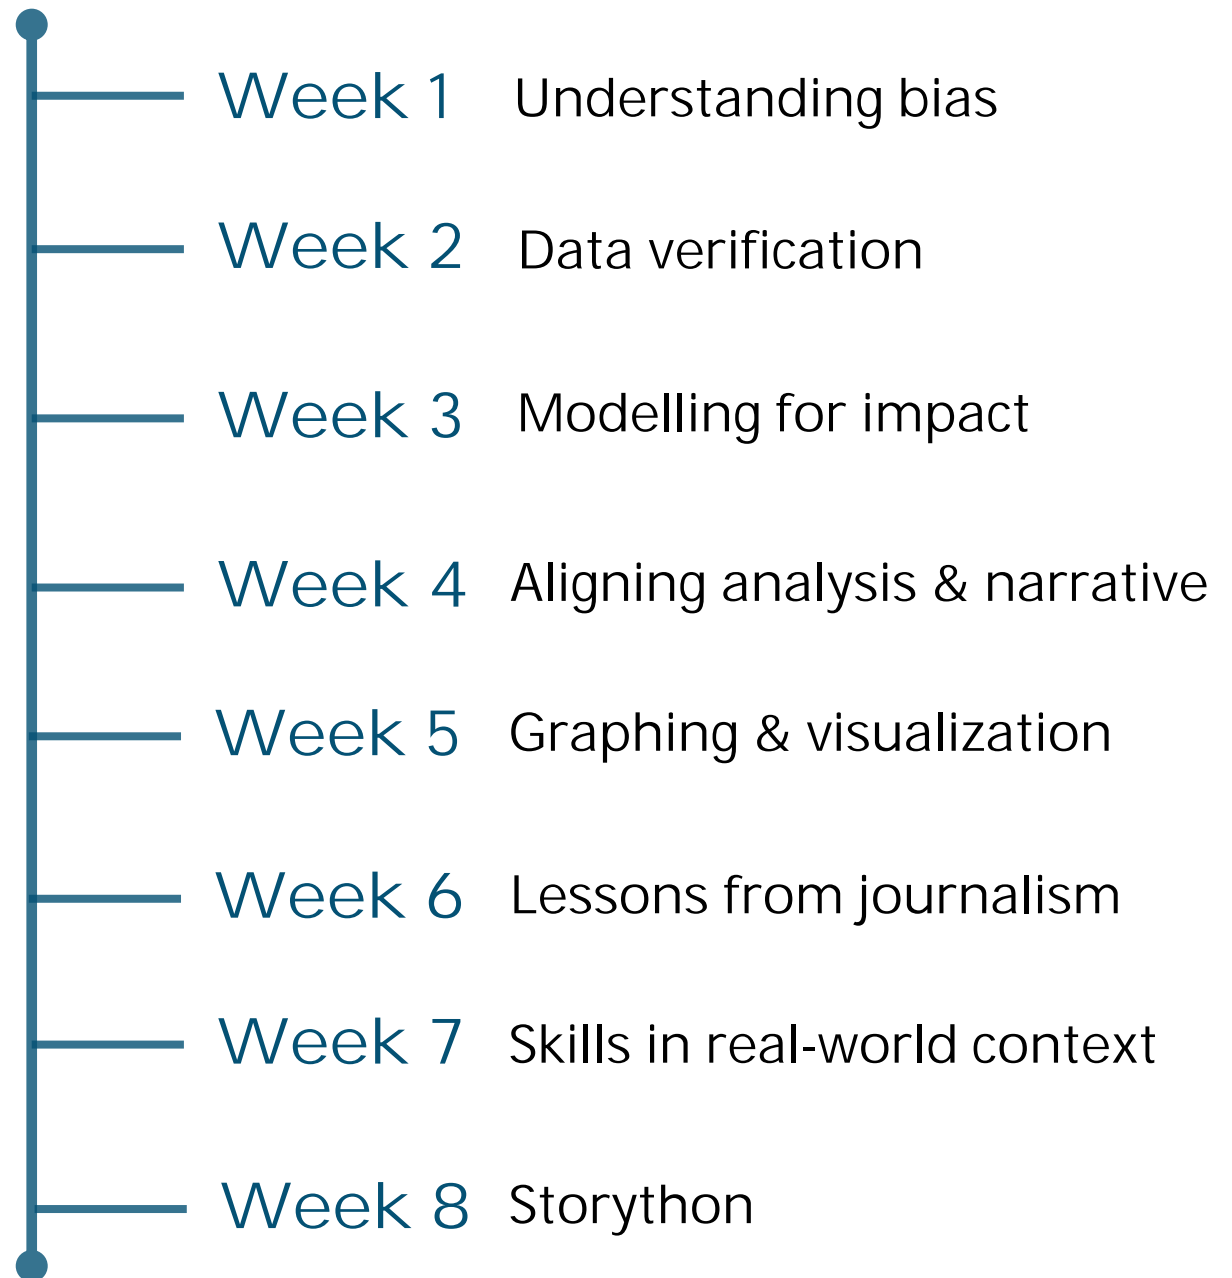 Week 1 Understanding bias
Week 2 Data verification
Week 3 Modelling for impact
Week 4 Aligning analysis & narrative
Week 5 Graphing & visualization
Week 6 Lessons from journalism
Week 7 Skills in real-world context
Week 8 Storython